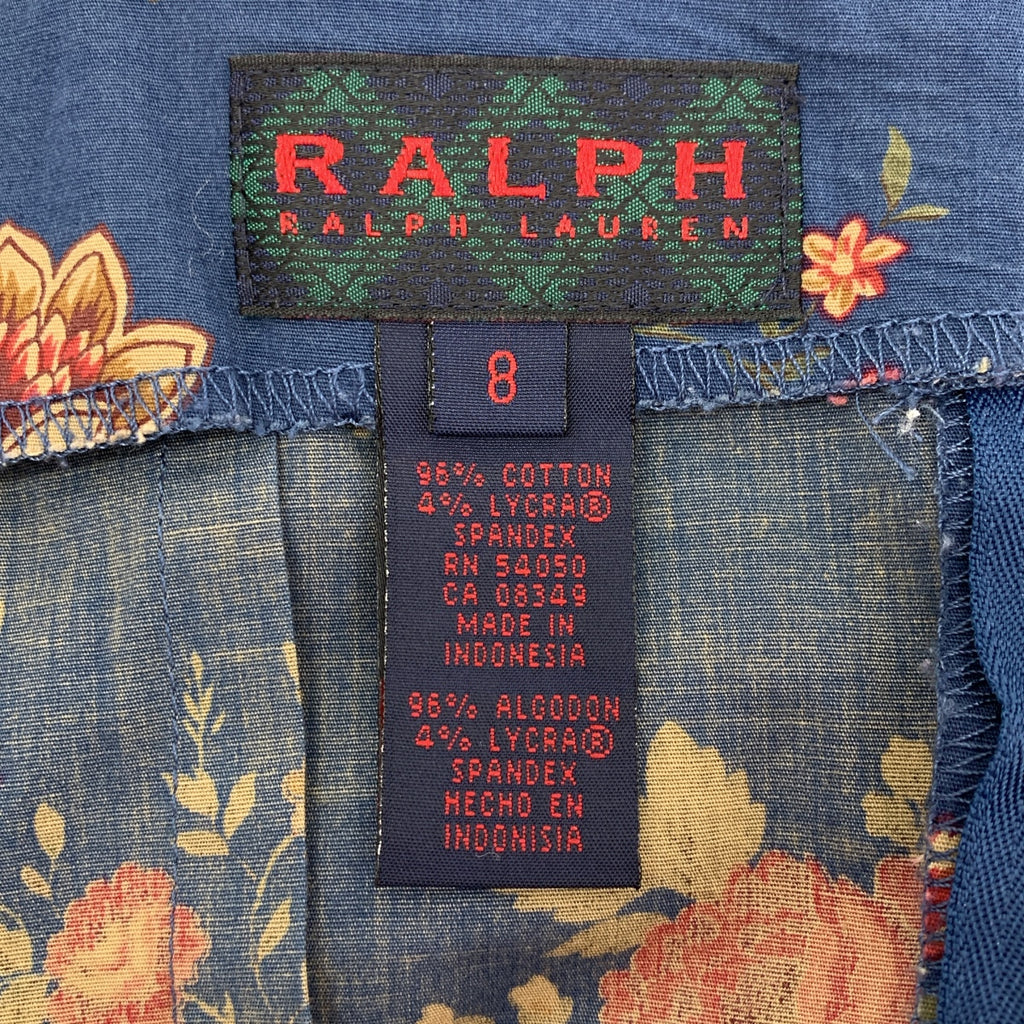 RALPH
RALPH LAUREN
8
96% COTTON
4% LYCRA®
SPANDEX
RN 54050
CA 08349
MADE IN
INDONESIA
96% ALGODON
4% LYCRA®
SPANDEX
HECHO EN
INDONISIA